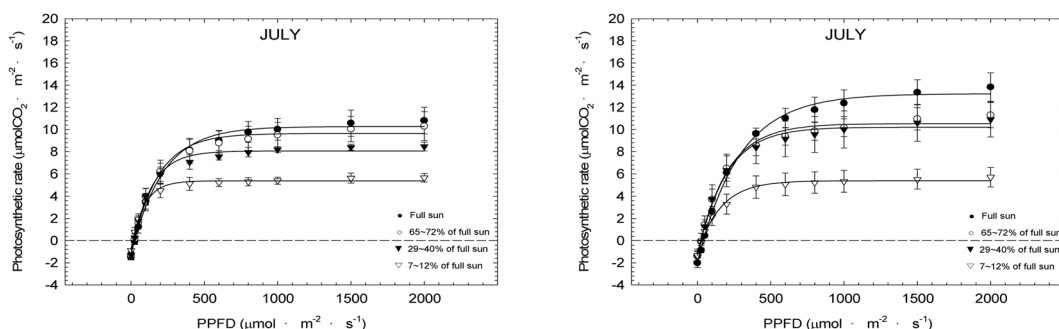 JULY
Photosynthetic rate (μmolCO₂ · m⁻² · s⁻¹)
20
18
16
14
12
10
8
6
4
2
0
-2
-4
Full sun
65~72% of full sun
29~40% of full sun
7~12% of full sun
0 500 1000 1500 2000
PPFD (μmol · m⁻² · s⁻¹)
JULY
Photosynthetic rate (μmolCO₂ · m⁻² · s⁻¹)
20
18
16
14
12
10
8
6
4
2
0
-2
-4
Full sun
65~72% of full sun
29~40% of full sun
7~12% of full sun
0 500 1000 1500 2000
PPFD (μmol · m⁻² · s⁻¹)